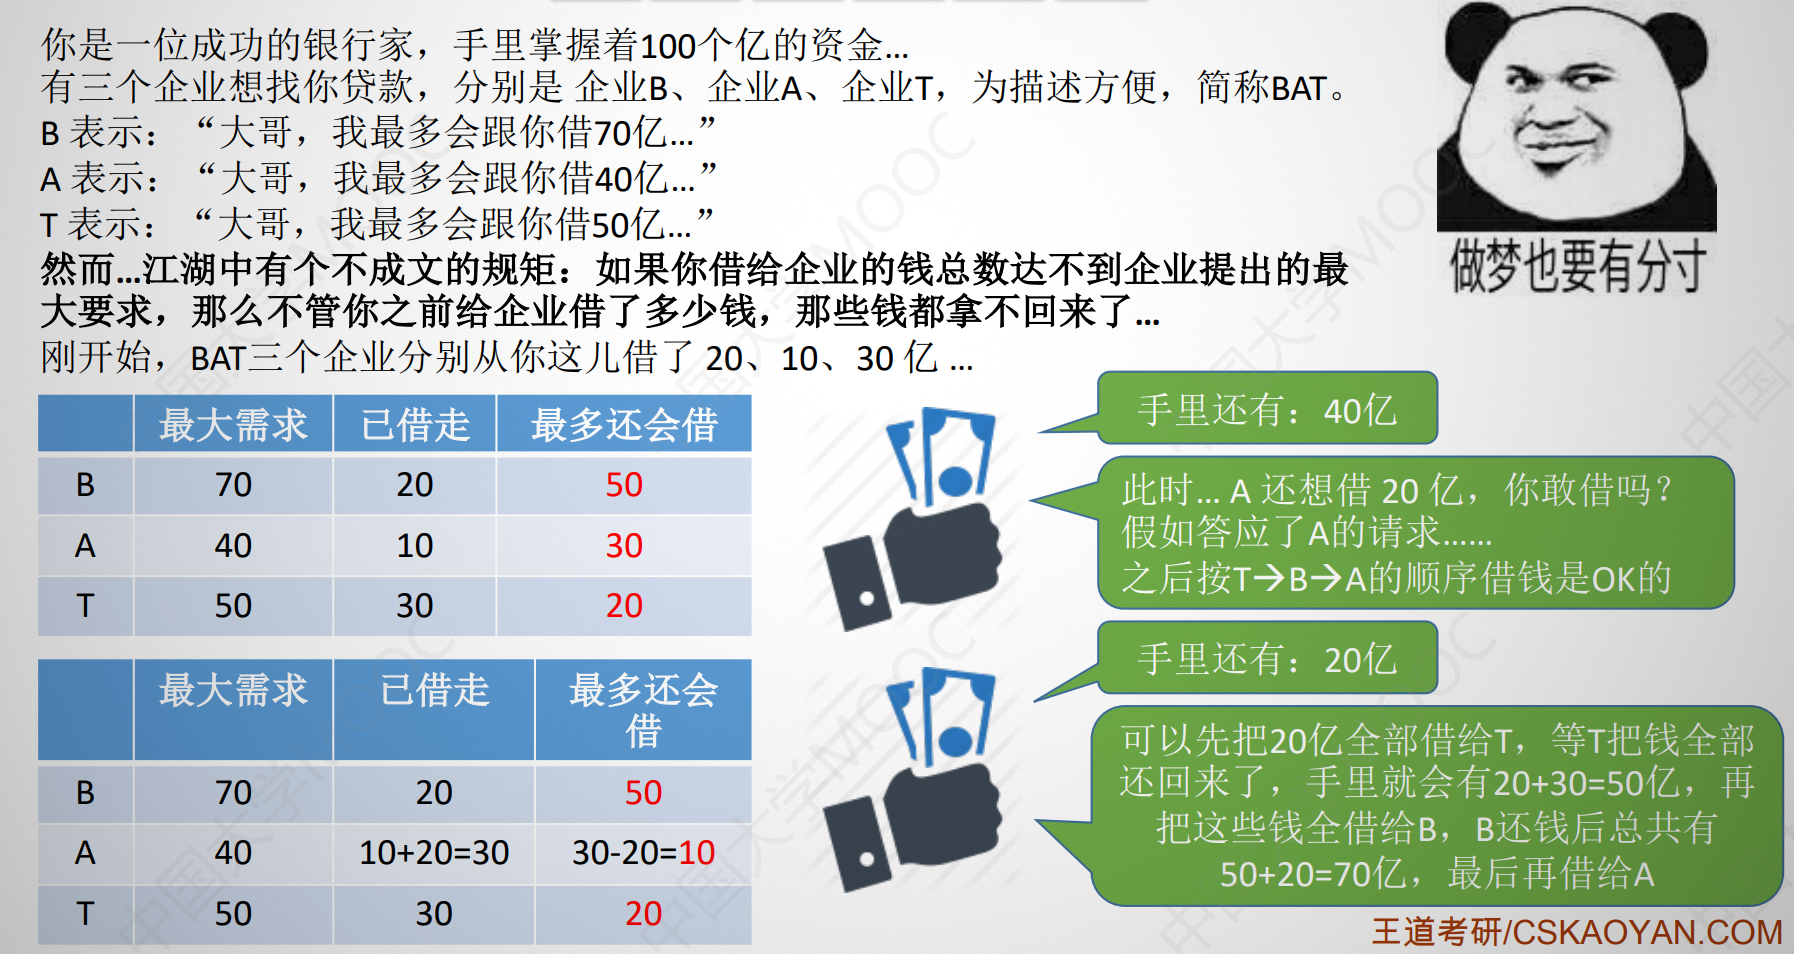 你是一位成功的银行家，手里掌握着100个亿的资金...
有三个企业想找你贷款，分别是 企业B、企业A、企业T，为描述方便，简称BAT。
B 表示：“大哥，我最多会跟你借70亿...”
A 表示：“大哥，我最多会跟你借40亿...”
T 表示：“大哥，我最多会跟你借50亿...”
然而...江湖中有个不成文的规矩：如果你借给企业的钱总数达不到企业提出的最
大要求，那么不管你之前给企业借了多少钱，那些钱都拿不回来了...
刚开始，BAT三个企业分别从你这儿借了 20、10、30 亿 ...
做梦也要有分寸
最大需求 已借走 最多还会借
B 70 20 50
A 40 10 30
T 50 30 20
手里还有：40亿
此时... A 还想借 20 亿，你敢借吗？
假如答应了A的请求......
之后按T→B→A的顺序借钱是OK的
最大需求 已借走 最多还会
借
B 70 20 50
A 40 10+20=30 30-20=10
T 50 30 20
手里还有：20亿
可以先把20亿全部借给T，等T把钱全部
还回来了，手里就会有20+30=50亿，再
把这些钱全借给B，B还钱后总共有
50+20=70亿，最后再借给A
王道考研/CSKAOYAN.COM
中国大学MOOC